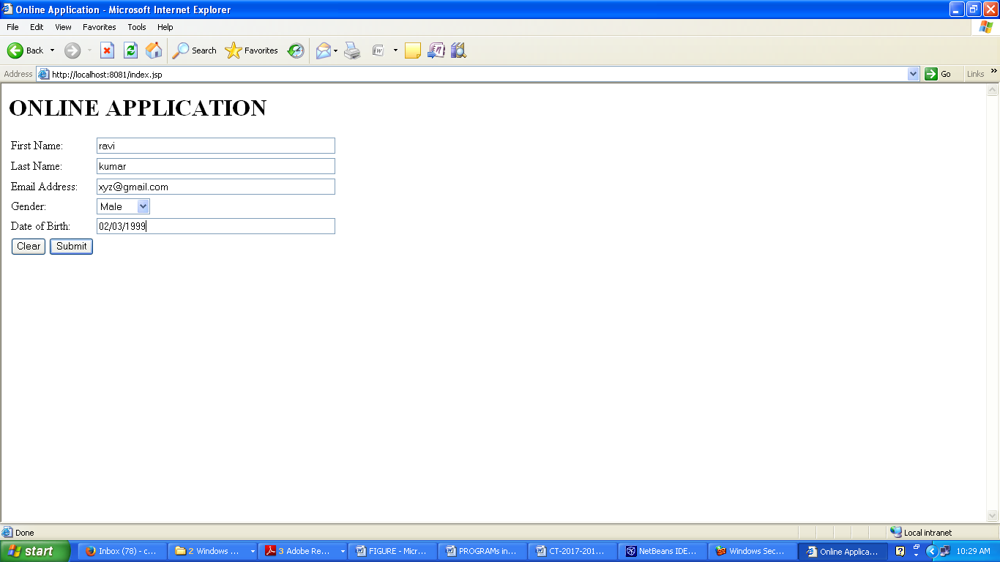 Online Application - Microsoft Internet Explorer
File Edit View Favorites Tools Help
Back Search Favorites
Address http://localhost:8081/index.jsp Go Links »
ONLINE APPLICATION
First Name: ravi
Last Name: kumar
Email Address: xyz@gmail.com
Gender: Male
Date of Birth: 02/03/1999
Clear Submit
Done Local intranet
start Inbox (78) - c... 2 Windows ... 3 Adobe Re... FIGURE - Micr... PROGRAMs in... CT-2017-201... NetBeans IDE... Windows Sec... Online Applica... 10:29 AM